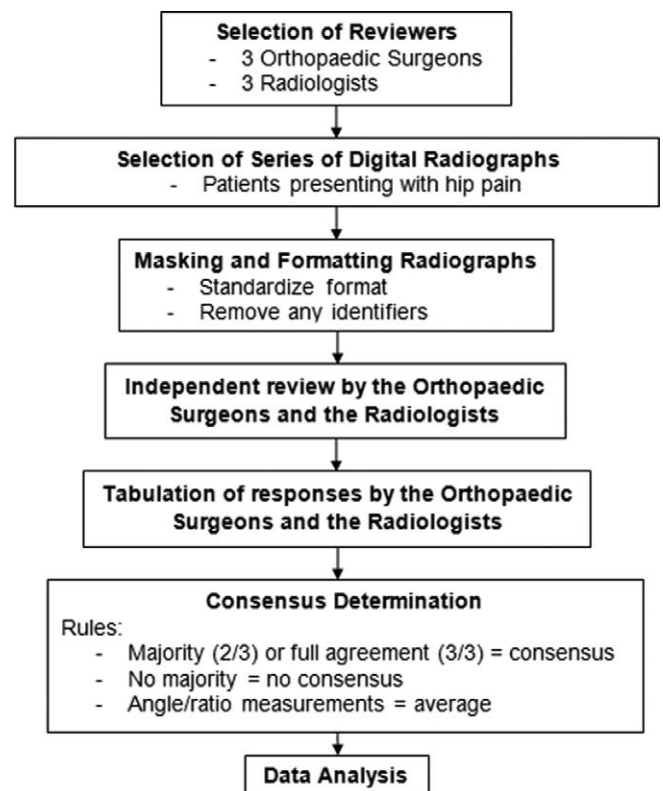 Selection of Reviewers
- 3 Orthopaedic Surgeons
- 3 Radiologists
Selection of Series of Digital Radiographs
- Patients presenting with hip pain
Masking and Formatting Radiographs
- Standardize format
- Remove any identifiers
Independent review by the Orthopaedic
Surgeons and the Radiologists
Tabulation of responses by the Orthopaedic
Surgeons and the Radiologists
Consensus Determination
Rules:
- Majority (2/3) or full agreement (3/3) = consensus
- No majority = no consensus
- Angle/ratio measurements = average
Data Analysis